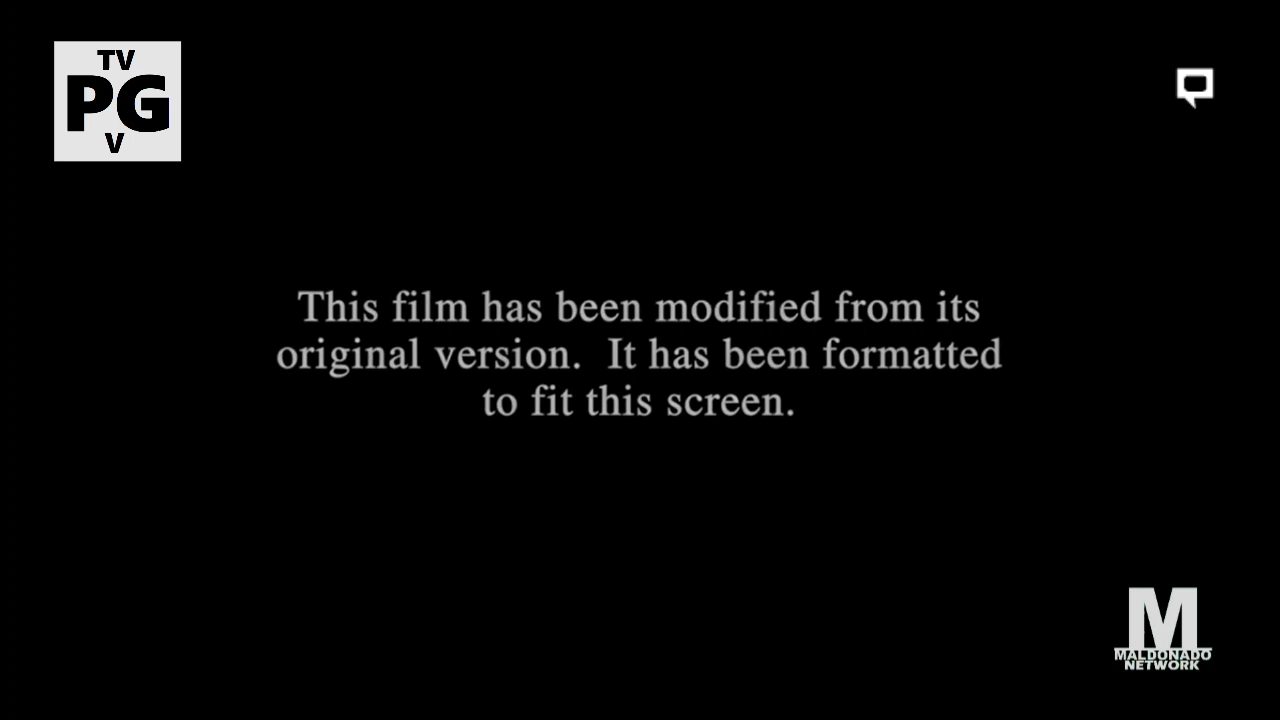 TV
PG
V
This film has been modified from its
original version.  It has been formatted
to fit this screen.
M
MALDONADO
NETWORK